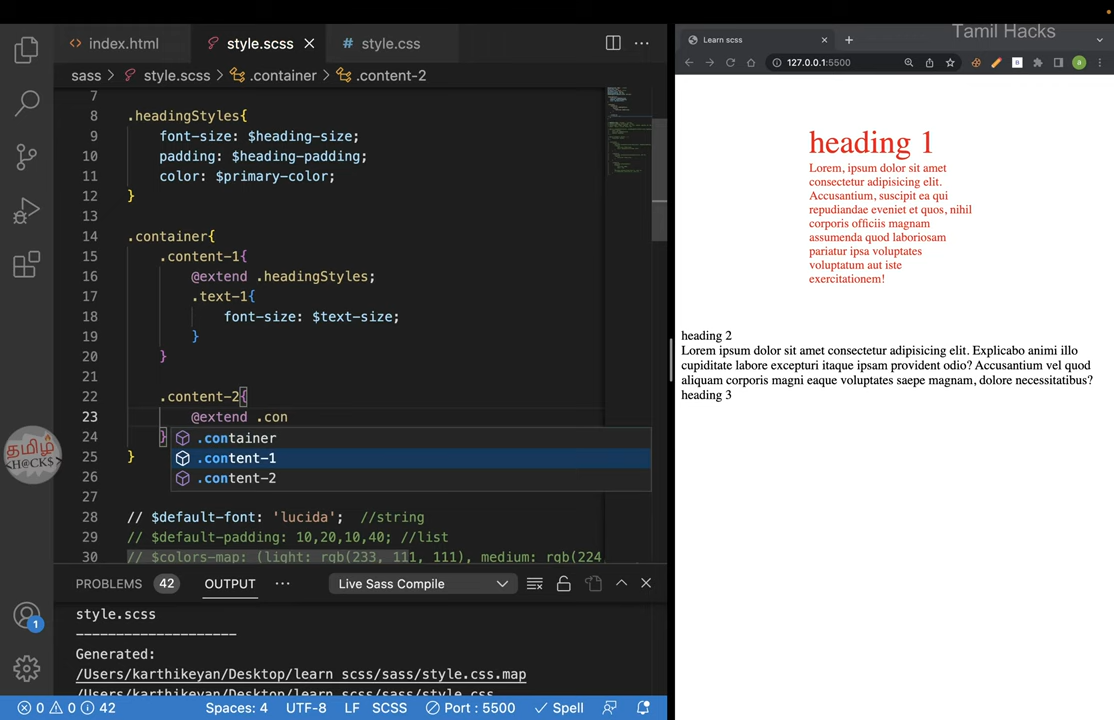 index.html
style.scss
style.css
sass > style.scss > .container > .content-2
7
8 .headingStyles{
9 font-size: $heading-size;
10 padding: $heading-padding;
11 color: $primary-color;
12 }
13
14 .container{
15 .content-1{
16 @extend .headingStyles;
17 .text-1{
18 font-size: $text-size;
19 }
20 }
21
22 .content-2{
23 @extend .con
24 }
.container
.content-1
.content-2
25 }
26
27
28 // $default-font: 'lucida'; //string
29 // $default-padding: 10,20,10,40; //list
30 // $colors-map: (light: rgb(233, 111, 111), medium: rgb(224,
PROBLEMS 42 OUTPUT ... Live Sass Compile
style.scss
--------------------
Generated:
/Users/karthikeyan/Desktop/learn scss/sass/style.css.map
/Users/karthikeyan/Desktop/learn scss/sass/style.css
0 0 42 Spaces: 4 UTF-8 LF SCSS Port : 5500 Spell
1
தமிழ்
<H@CK$>
Tamil Hacks
Learn scss
127.0.0.1:5500
a
heading 1
Lorem, ipsum dolor sit amet
consectetur adipisicing elit.
Accusantium, suscipit ea qui
repudiandae eveniet et quos, nihil
corporis officiis magnam
assumenda quod laboriosam
pariatur ipsa voluptates
voluptatum aut iste
exercitationem!
heading 2
Lorem ipsum dolor sit amet consectetur adipisicing elit. Explicabo animi illo
cupiditate labore excepturi itaque ipsam provident odio? Accusantium vel quod
aliquam corporis magni eaque voluptates saepe magnam, dolore necessitatibus?
heading 3